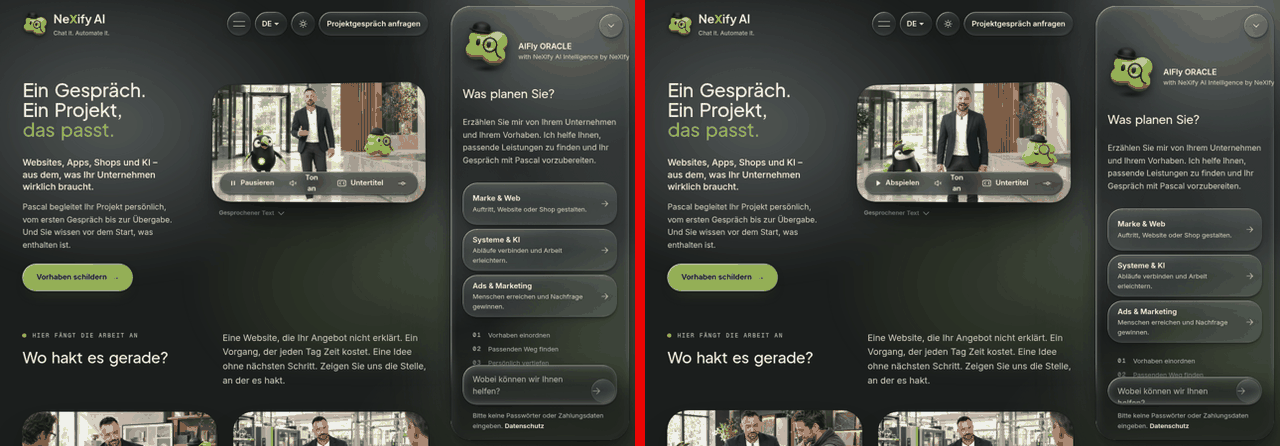 NeXify AI
Chat it. Automate it.
DE
Projektgespräch anfragen
Ein Gespräch.
Ein Projekt,
das passt.
Websites, Apps, Shops und KI –
aus dem, was Ihr Unternehmen
wirklich braucht.
Pascal begleitet Ihr Projekt persönlich,
vom ersten Gespräch bis zur Übergabe.
Und Sie wissen vor dem Start, was
enthalten ist.
Vorhaben schildern →
Pausieren
Ton
an
Untertitel
Gesprochener Text
HIER FÄNGT DIE ARBEIT AN
Wo hakt es gerade?
Eine Website, die Ihr Angebot nicht erklärt. Ein
Vorgang, der jeden Tag Zeit kostet. Eine Idee
ohne nächsten Schritt. Zeigen Sie uns die Stelle,
an der es hakt.
AIFly ORACLE
with NeXify AI Intelligence by NeXify
Was planen Sie?
Erzählen Sie mir von Ihrem Unternehmen
und Ihrem Vorhaben. Ich helfe Ihnen,
passende Leistungen zu finden und Ihr
Gespräch mit Pascal vorzubereiten.
Marke & Web
Auftritt, Website oder Shop gestalten.
Systeme & KI
Abläufe verbinden und Arbeit
erleichtern.
Ads & Marketing
Menschen erreichen und Nachfrage
gewinnen.
01 Vorhaben einordnen
02 Passenden Weg finden
03 Persönlich vertiefen
Wobei können wir Ihnen
helfen?
Bitte keine Passwörter oder Zahlungsdaten
eingeben. Datenschutz
NeXify AI
Chat it. Automate it.
DE
Projektgespräch anfragen
Ein Gespräch.
Ein Projekt,
das passt.
Websites, Apps, Shops und KI –
aus dem, was Ihr Unternehmen
wirklich braucht.
Pascal begleitet Ihr Projekt persönlich,
vom ersten Gespräch bis zur Übergabe.
Und Sie wissen vor dem Start, was
enthalten ist.
Vorhaben schildern →
Abspielen
Ton
an
Untertitel
Gesprochener Text
HIER FÄNGT DIE ARBEIT AN
Wo hakt es gerade?
Eine Website, die Ihr Angebot nicht erklärt. Ein
Vorgang, der jeden Tag Zeit kostet. Eine Idee
ohne nächsten Schritt. Zeigen Sie uns die Stelle,
an der es hakt.
AIFly ORACLE
with NeXify AI Intelligence by NeXify
Was planen Sie?
Erzählen Sie mir von Ihrem Unternehmen
und Ihrem Vorhaben. Ich helfe Ihnen,
passende Leistungen zu finden und Ihr
Gespräch mit Pascal vorzubereiten.
Marke & Web
Auftritt, Website oder Shop gestalten.
Systeme & KI
Abläufe verbinden und Arbeit
erleichtern.
Ads & Marketing
Menschen erreichen und Nachfrage
gewinnen.
01 Vorhaben einordnen
02 Passenden Weg finden
Wobei können wir Ihnen
helfen?
Bitte keine Passwörter oder Zahlungsdaten
eingeben. Datenschutz